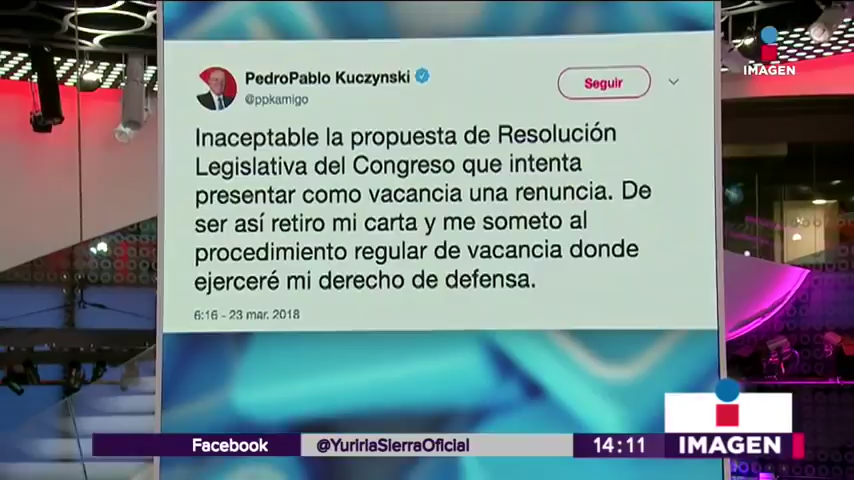 IMAGEN
PedroPablo Kuczynski
@ppkamigo
Seguir
Inaceptable la propuesta de Resolución
Legislativa del Congreso que intenta
presentar como vacancia una renuncia. De
ser así retiro mi carta y me someto al
procedimiento regular de vacancia donde
ejerceré mi derecho de defensa.
6:16 - 23 mar. 2018
Facebook
@YuririaSierraOficial
14:11
IMAGEN